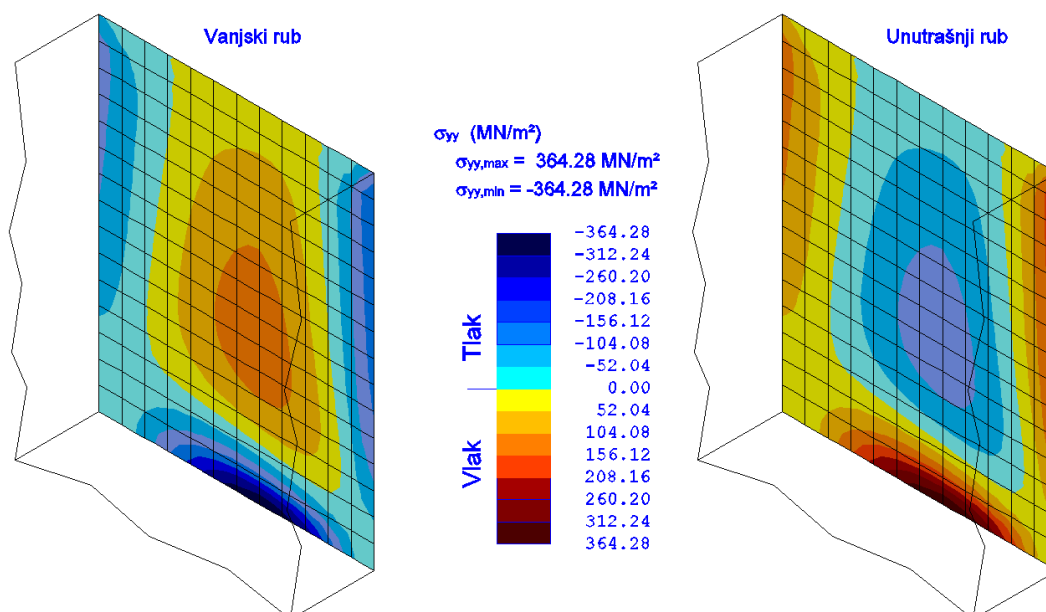 Vanjski rub
Unutrašnji rub
σyy (MN/m²)
σyy,max = 364.28 MN/m²
σyy,min = -364.28 MN/m²
-364.28
-312.24
-260.20
-208.16
-156.12
-104.08
-52.04
0.00
52.04
104.08
156.12
208.16
260.20
312.24
364.28
Tlak
Vlak